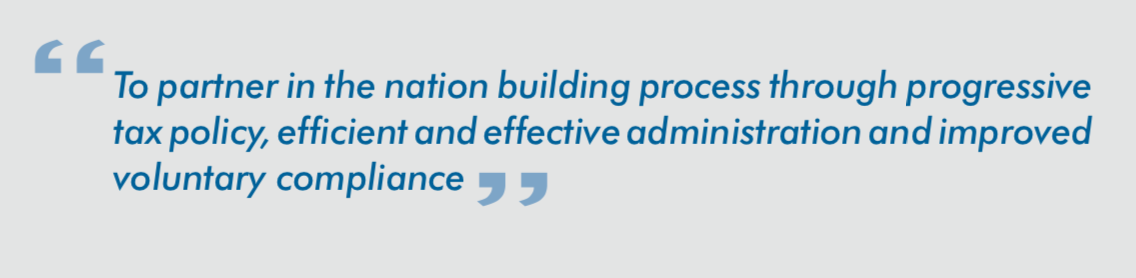 “ To partner in the nation building process through progressive
tax policy, efficient and effective administration and improved
voluntary compliance ”